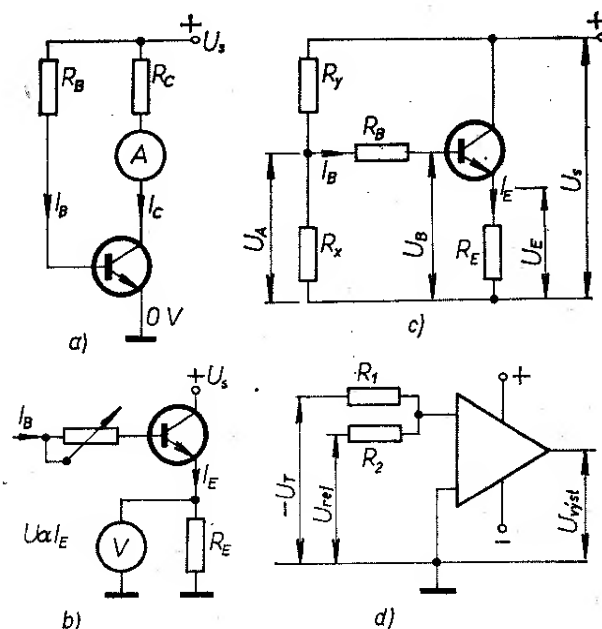 +
U_s
R_B
R_C
A
I_B
I_C
0 V
a)
+
R_y
R_B
I_B
I_E
U_A
R_x
U_B
R_E
U_E
U_s
c)
+U_s
I_B
I_E
UαI_E
V
R_E
b)
R_1
+
R_2
-U_T
U_ref
U_výst
–
d)